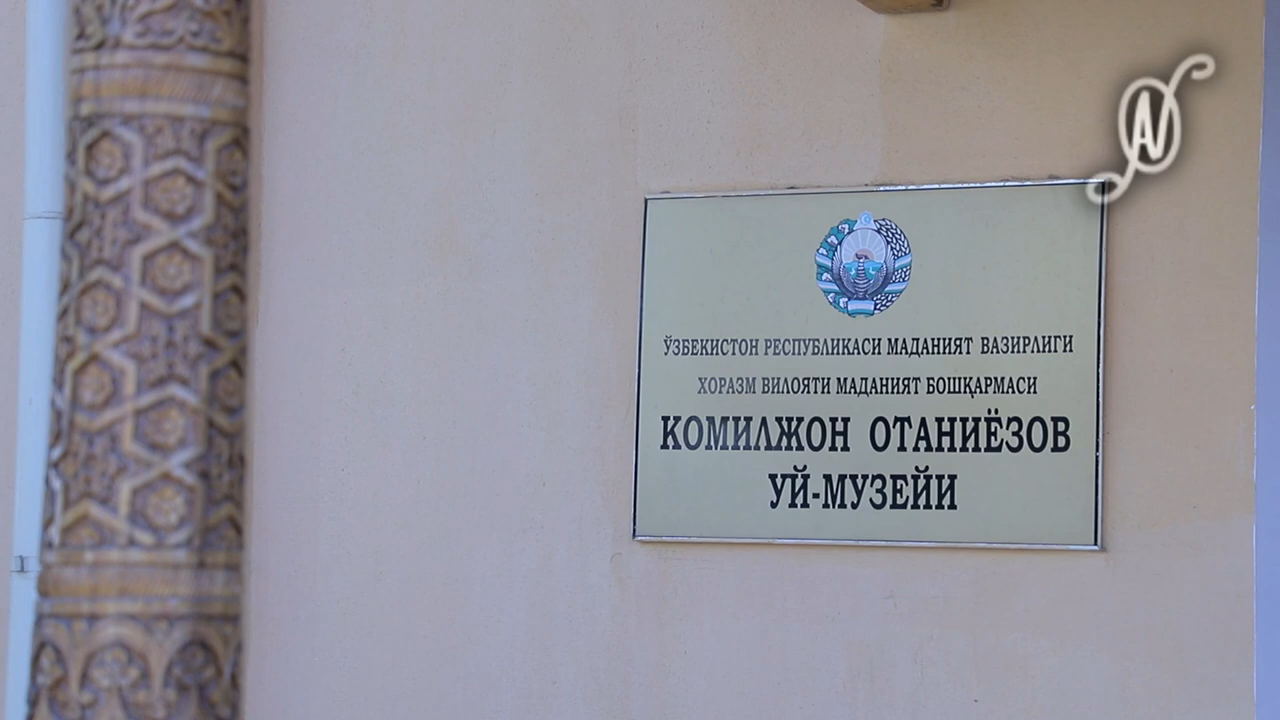 ЎЗБЕКИСТОН РЕСПУБЛИКАСИ МАДАНИЯТ ВАЗИРЛИГИ
ХОРАЗМ ВИЛОЯТИ МАДАНИЯТ БОШҚАРМАСИ
КОМИЛЖОН ОТАНИЁЗОВ
УЙ-МУЗЕЙИ